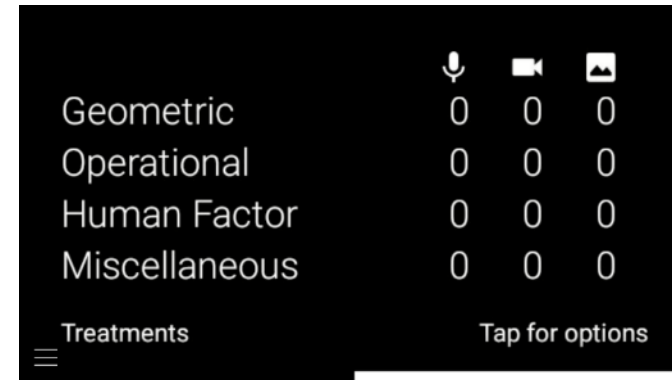 Geometric 0 0 0
Operational 0 0 0
Human Factor 0 0 0
Miscellaneous 0 0 0
Treatments Tap for options